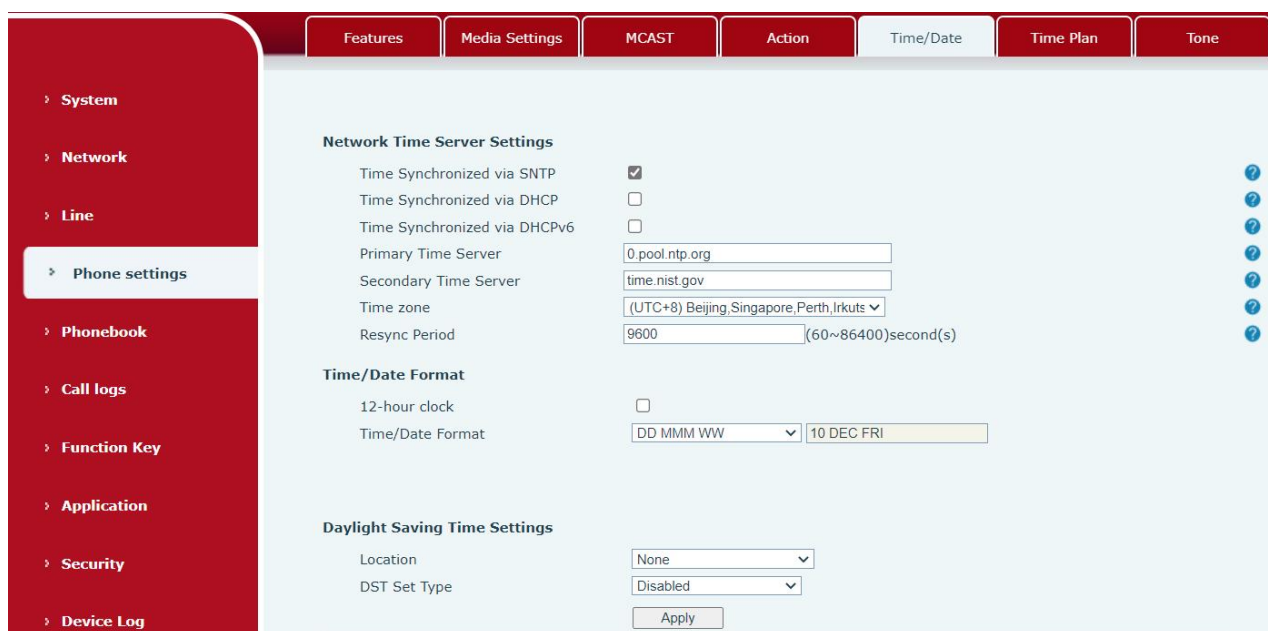 Features Media Settings MCAST Action Time/Date Time Plan Tone
› System
› Network
› Line
› Phone settings
› Phonebook
› Call logs
› Function Key
› Application
› Security
› Device Log
Network Time Server Settings
Time Synchronized via SNTP
Time Synchronized via DHCP
Time Synchronized via DHCPv6
Primary Time Server 0.pool.ntp.org
Secondary Time Server time.nist.gov
Time zone (UTC+8) Beijing,Singapore,Perth,Irkuts
Resync Period 9600 (60~86400)second(s)
Time/Date Format
12-hour clock
Time/Date Format DD MMM WW 10 DEC FRI
Daylight Saving Time Settings
Location None
DST Set Type Disabled
Apply